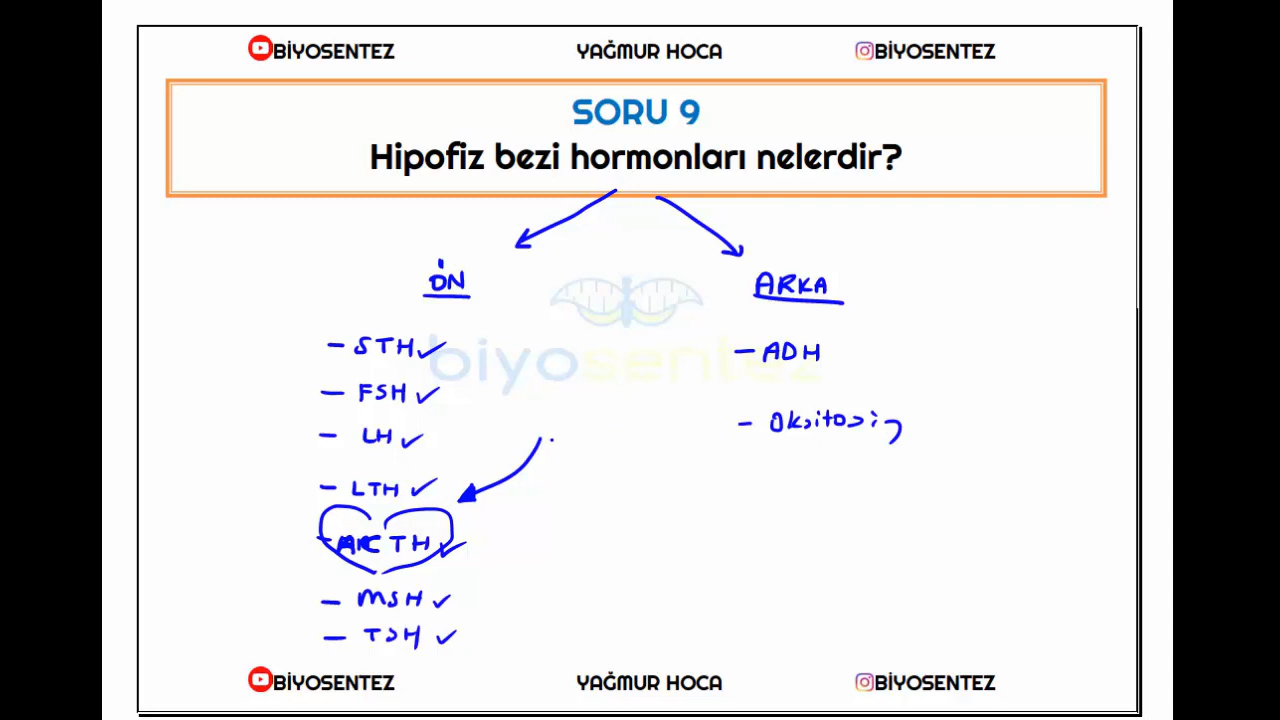 BİYOSENTEZ YAĞMUR HOCA BİYOSENTEZ
SORU 9
Hipofiz bezi hormonları nelerdir?
ÖN ARKA
- STH ✓
- FSH ✓
- LH ✓
- LTH ✓
- ACTH ✓
- MSH ✓
- TSH ✓
- ADH
- Oksitosin
biyosentez
BİYOSENTEZ YAĞMUR HOCA BİYOSENTEZ